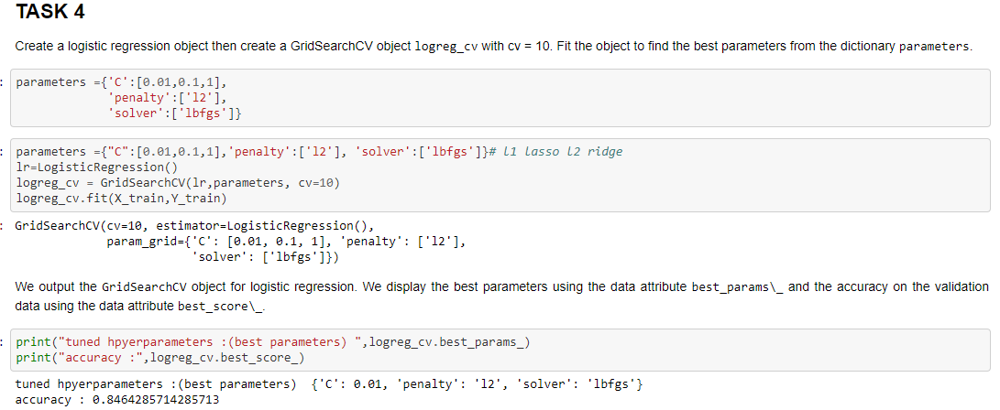 TASK 4
Create a logistic regression object then create a GridSearchCV object logreg_cv with cv = 10. Fit the object to find the best parameters from the dictionary parameters.
: parameters ={'C':[0.01,0.1,1],
'penalty':['l2'],
'solver':['lbfgs']}
: parameters ={"C":[0.01,0.1,1],'penalty':['l2'], 'solver':['lbfgs']}# l1 lasso l2 ridge
lr=LogisticRegression()
logreg_cv = GridSearchCV(lr,parameters, cv=10)
logreg_cv.fit(X_train,Y_train)
: GridSearchCV(cv=10, estimator=LogisticRegression(),
param_grid={'C': [0.01, 0.1, 1], 'penalty': ['l2'],
'solver': ['lbfgs']})
We output the GridSearchCV object for logistic regression. We display the best parameters using the data attribute best_params\_ and the accuracy on the validation
data using the data attribute best_score\_.
: print("tuned hpyerparameters :(best parameters) ",logreg_cv.best_params_)
print("accuracy :",logreg_cv.best_score_)
tuned hpyerparameters :(best parameters)  {'C': 0.01, 'penalty': 'l2', 'solver': 'lbfgs'}
accuracy : 0.8464285714285713